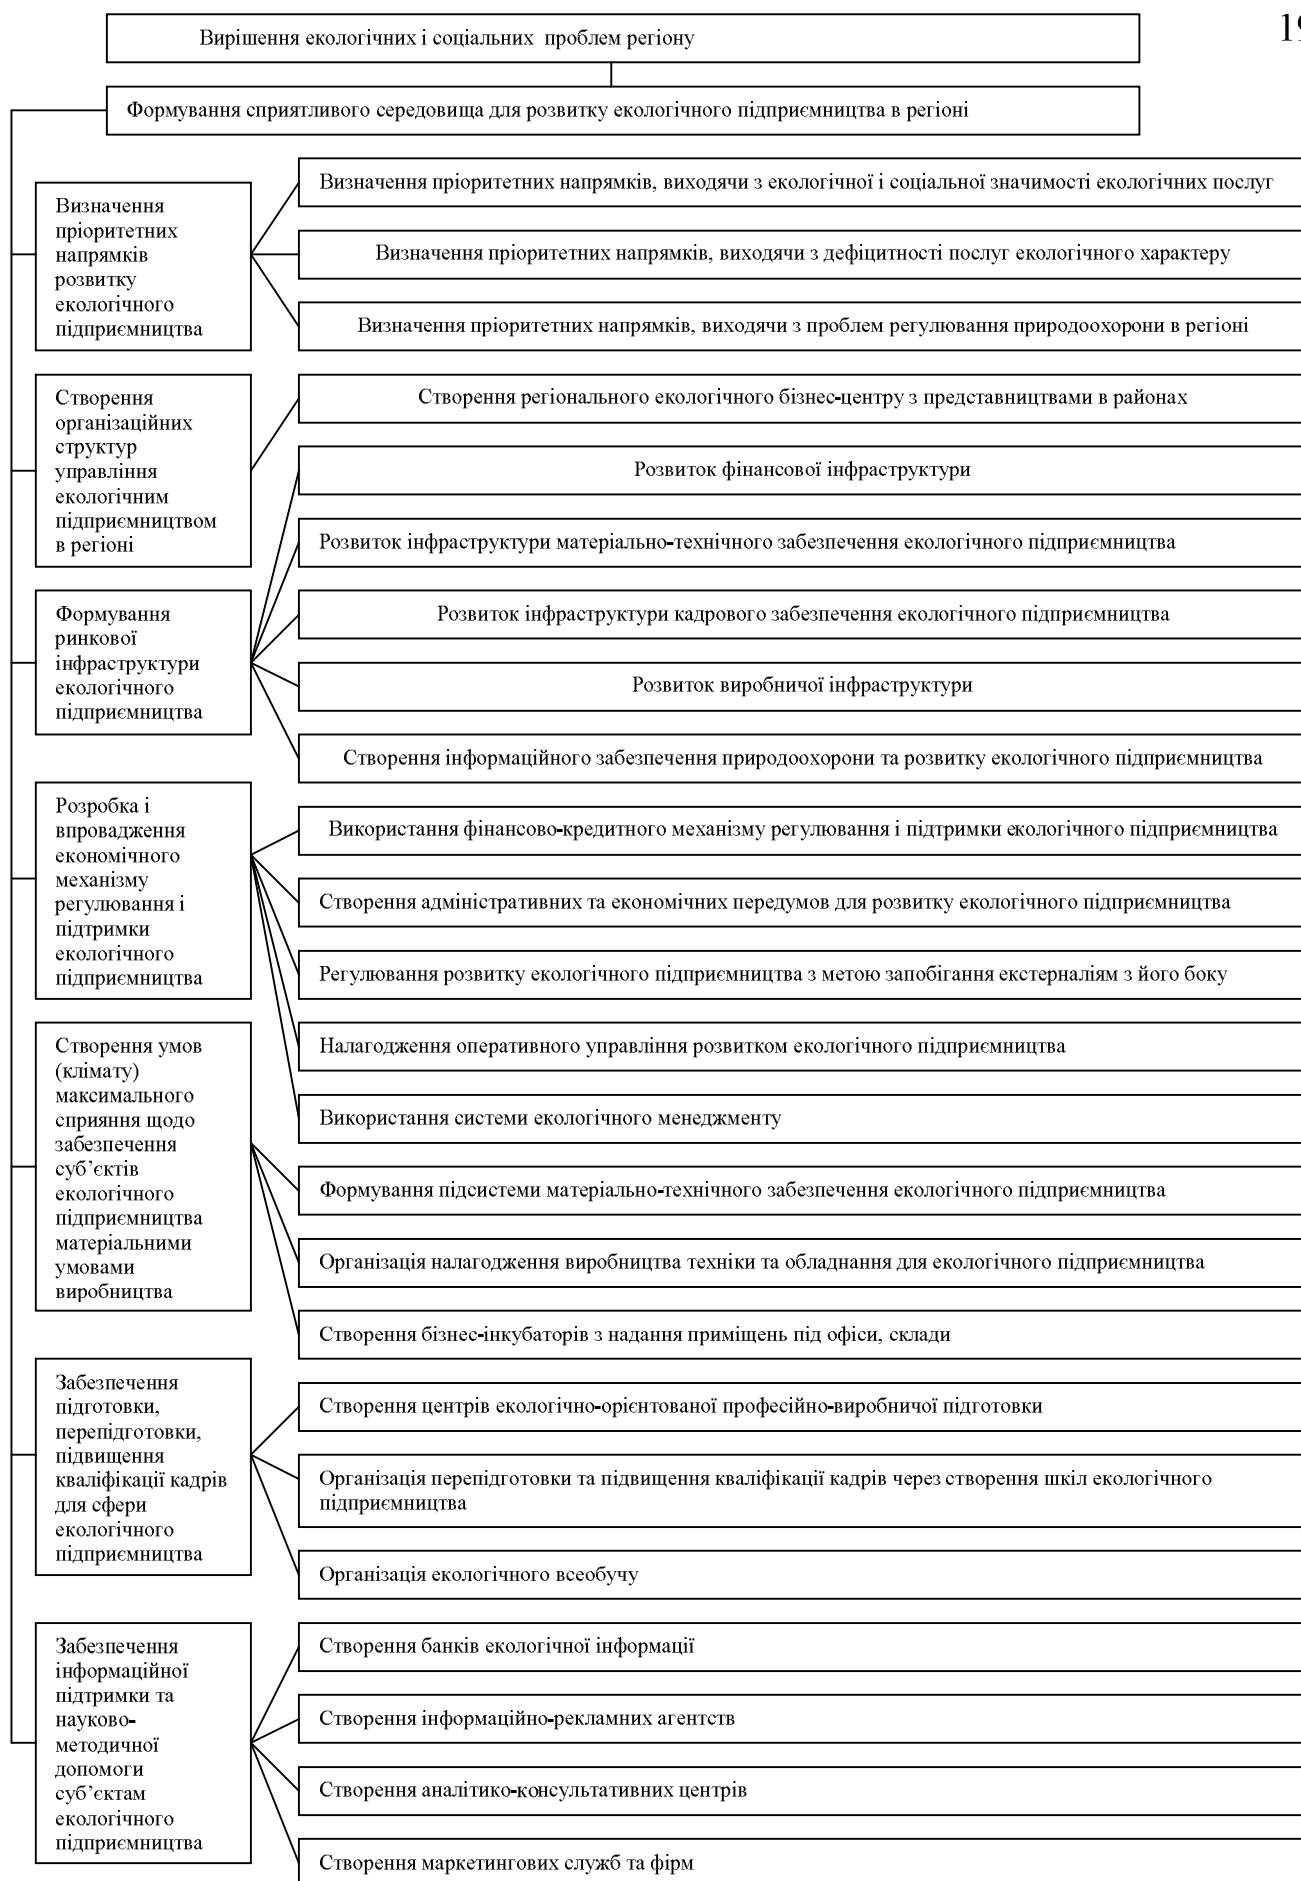 19
Вирішення екологічних і соціальних проблем регіону
Формування сприятливого середовища для розвитку екологічного підприємництва в регіоні
Визначення
пріоритетних
напрямків
розвитку
екологічного
підприємництва
Визначення пріоритетних напрямків, виходячи з екологічної і соціальної значимості екологічних послуг
Визначення пріоритетних напрямків, виходячи з дефіцитності послуг екологічного характеру
Визначення пріоритетних напрямків, виходячи з проблем регулювання природоохорони в регіоні
Створення
організаційних
структур
управління
екологічним
підприємництвом
в регіоні
Створення регіонального екологічного бізнес-центру з представництвами в районах
Формування
ринкової
інфраструктури
екологічного
підприємництва
Розвиток фінансової інфраструктури
Розвиток інфраструктури матеріально-технічного забезпечення екологічного підприємництва
Розвиток інфраструктури кадрового забезпечення екологічного підприємництва
Розвиток виробничої інфраструктури
Створення інформаційного забезпечення природоохорони та розвитку екологічного підприємництва
Розробка і
впровадження
економічного
механізму
регулювання і
підтримки
екологічного
підприємництва
Використання фінансово-кредитного механізму регулювання і підтримки екологічного підприємництва
Створення адміністративних та економічних передумов для розвитку екологічного підприємництва
Регулювання розвитку екологічного підприємництва з метою запобігання екстерналіям з його боку
Налагодження оперативного управління розвитком екологічного підприємництва
Використання системи екологічного менеджменту
Створення умов
(клімату)
максимального
сприяння щодо
забезпечення
суб’єктів
екологічного
підприємництва
матеріальними
умовами
виробництва
Формування підсистеми матеріально-технічного забезпечення екологічного підприємництва
Організація налагодження виробництва техніки та обладнання для екологічного підприємництва
Створення бізнес-інкубаторів з надання приміщень під офіси, склади
Забезпечення
підготовки,
перепідготовки,
підвищення
кваліфікації кадрів
для сфери
екологічного
підприємництва
Створення центрів екологічно-орієнтованої професійно-виробничої підготовки
Організація перепідготовки та підвищення кваліфікації кадрів через створення шкіл екологічного
підприємництва
Організація екологічного всеобучу
Забезпечення
інформаційної
підтримки та
науково-
методичної
допомоги
суб’єктам
екологічного
підприємництва
Створення банків екологічної інформації
Створення інформаційно-рекламних агентств
Створення аналітико-консультативних центрів
Створення маркетингових служб та фірм